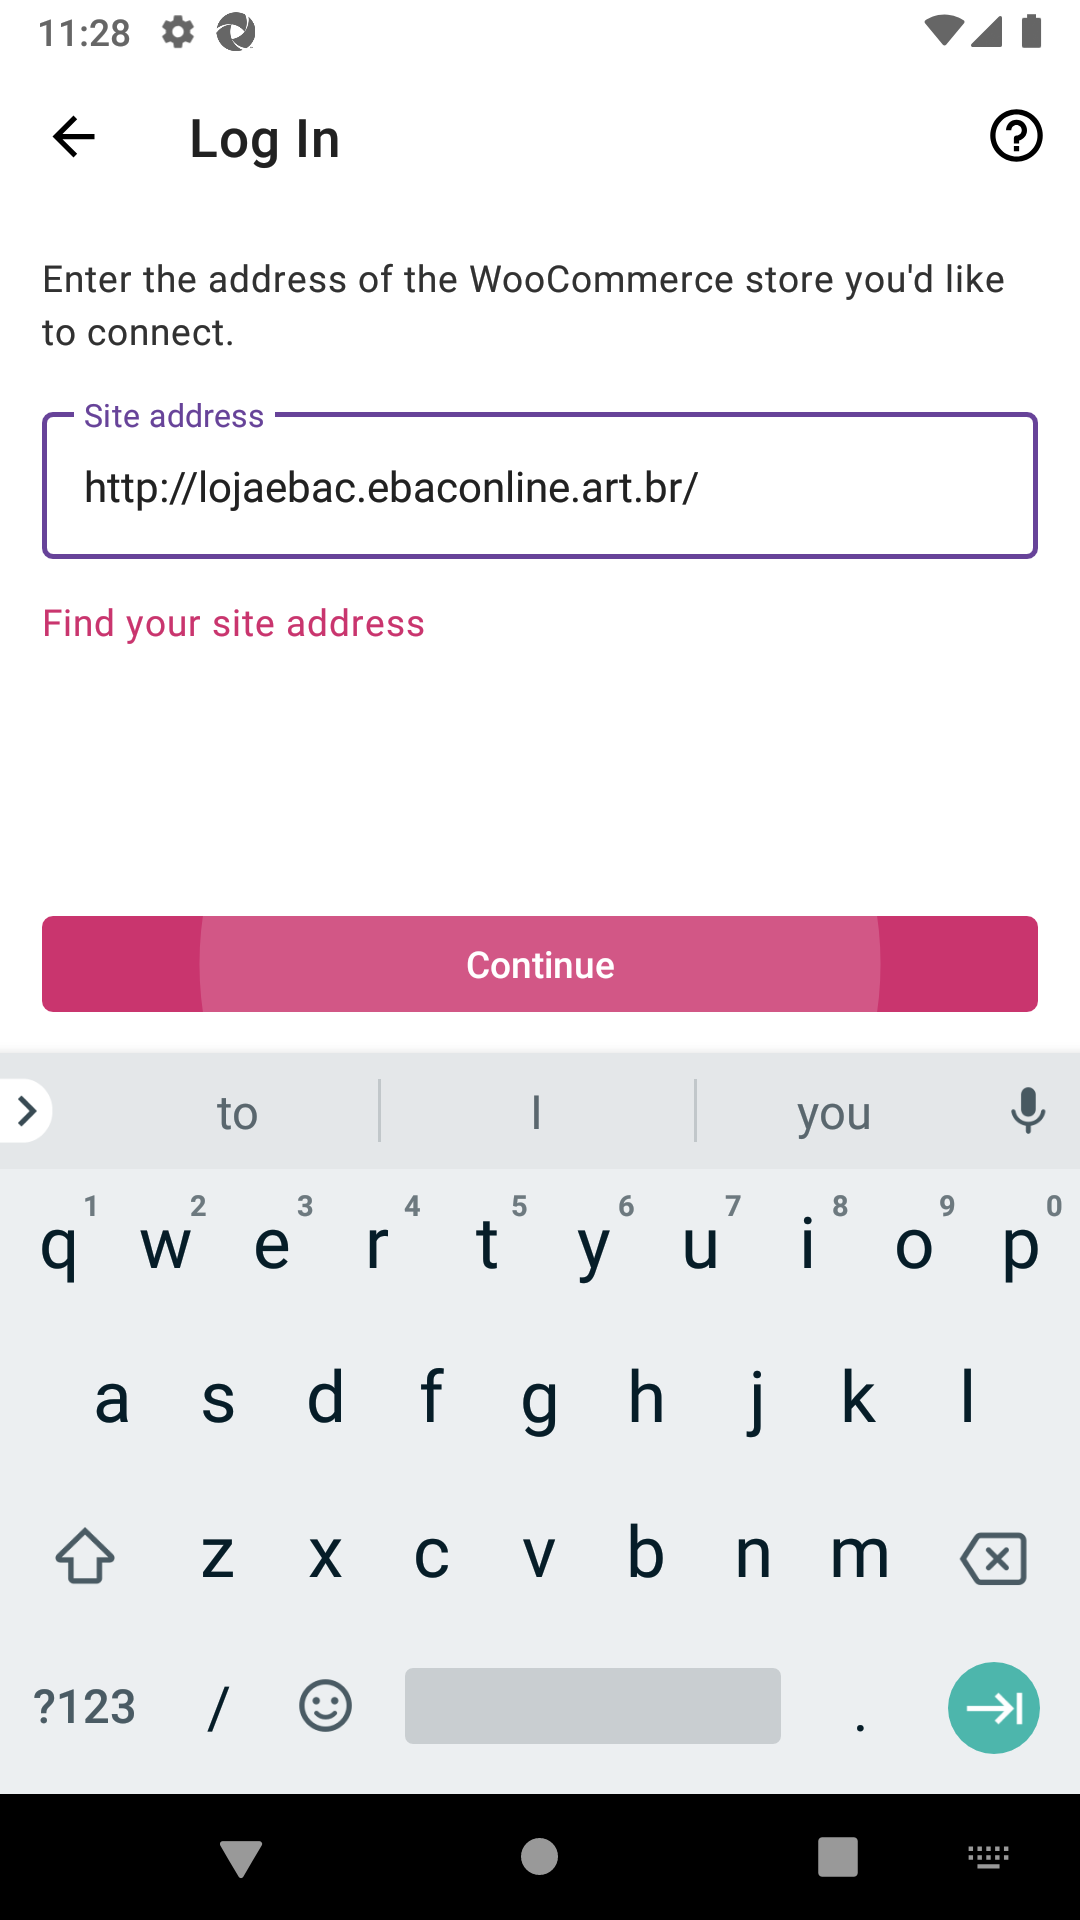 11:28
Log In
Enter the address of the WooCommerce store you'd like
to connect.
Site address
http://lojaebac.ebaconline.art.br/
Find your site address
Continue
to I you
1 2 3 4 5 6 7 8 9 0
q w e r t y u i o p
a s d f g h j k l
z x c v b n m
?123 / .